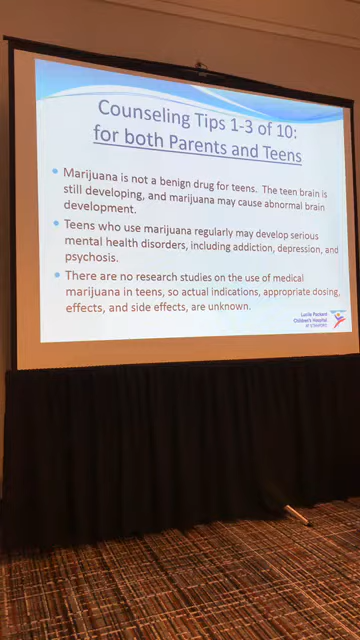 Counseling Tips 1-3 of 10:
for both Parents and Teens
• Marijuana is not a benign drug for teens. The teen brain is
still developing, and marijuana may cause abnormal brain
development.
• Teens who use marijuana regularly may develop serious
mental health disorders, including addiction, depression, and
psychosis.
• There are no research studies on the use of medical
marijuana in teens, so actual indications, appropriate dosing,
effects, and side effects, are unknown.
Lucile Packard
Children's Hospital
AT STANFORD